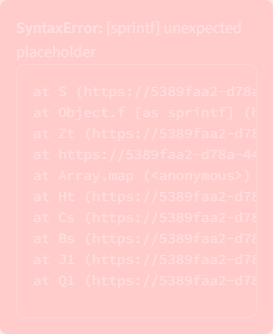 SyntaxError: [sprintf] unexpected
placeholder
at S (https://5389faa2-d78a
at Object.f [as sprintf] (h
at Zt (https://5389faa2-d78
at https://5389faa2-d78a-44
at Array.map (<anonymous>)
at Ht (https://5389faa2-d78
at Cs (https://5389faa2-d78
at Bs (https://5389faa2-d78
at J1 (https://5389faa2-d78
at Q1 (https://5389faa2-d78